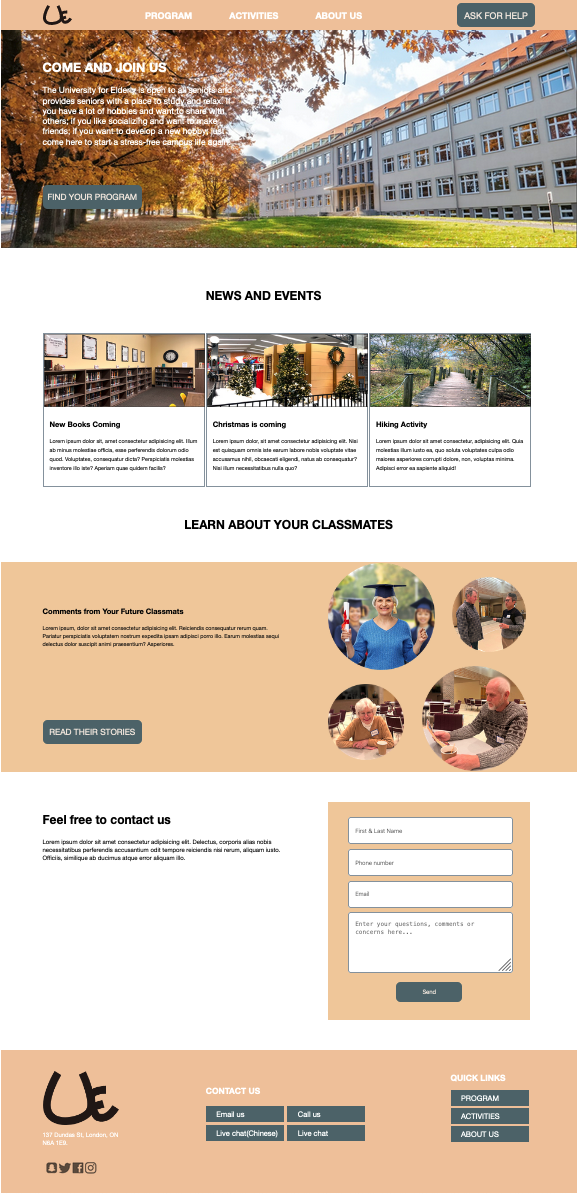 UE
PROGRAM ACTIVITIES ABOUT US ASK FOR HELP
COME AND JOIN US
The University for Elderly is open to all seniors and
provides seniors with a place to study and relax. If
you have a lot of hobbies and want to share with
others; if you like socializing and want to make
friends; if you want to develop a new hobby, just
come here to start a stress-free campus life again!
FIND YOUR PROGRAM
NEWS AND EVENTS
New Books Coming
Lorem ipsum dolor sit, amet consectetur adipisicing elit. Illum
ab minus molestiae officia, esse perferendis dolorum odio
quod. Voluptates, consequatur dicta? Perspiciatis molestias
inventore illo iste? Aperiam quae quidem facilis?
Christmas is coming
Lorem ipsum dolor sit amet consectetur adipisicing elit. Nisi
est quisquam omnis iste earum labore nobis voluptate vitae
accusamus nihil, obcaecati eligendi, natus ab consequatur?
Nisi illum necessitatibus nulla quo?
Hiking Activity
Lorem ipsum dolor sit amet consectetur, adipisicing elit. Quia
molestias illum iusto ea, quo soluta voluptates culpa odio
maiores asperiores corrupti dolore, non, voluptas minima.
Adipisci error ea sapiente aliquid!
LEARN ABOUT YOUR CLASSMATES
Comments from Your Future Classmats
Lorem ipsum, dolor sit amet consectetur adipisicing elit. Reiciendis consequatur rerum quam.
Pariatur perspiciatis voluptatem nostrum expedita ipsam adipisci porro illo. Earum molestiae sequi
delectus dolor suscipit animi praesentium? Asperiores.
READ THEIR STORIES
Feel free to contact us
Lorem ipsum dolor sit amet consectetur adipisicing elit. Delectus, corporis alias nobis
necessitatibus perferendis accusantium odit tempore reiciendis nisi rerum, aliquam iusto.
Officiis, similique ab ducimus atque error aliquam illo.
First & Last Name
Phone number
Email
Enter your questions, comments or
concerns here...
Send
UE
137 Dundas St, London, ON
N6A 1E9
CONTACT US
Email us Call us
Live chat(Chinese) Live chat
QUICK LINKS
PROGRAM
ACTIVITIES
ABOUT US